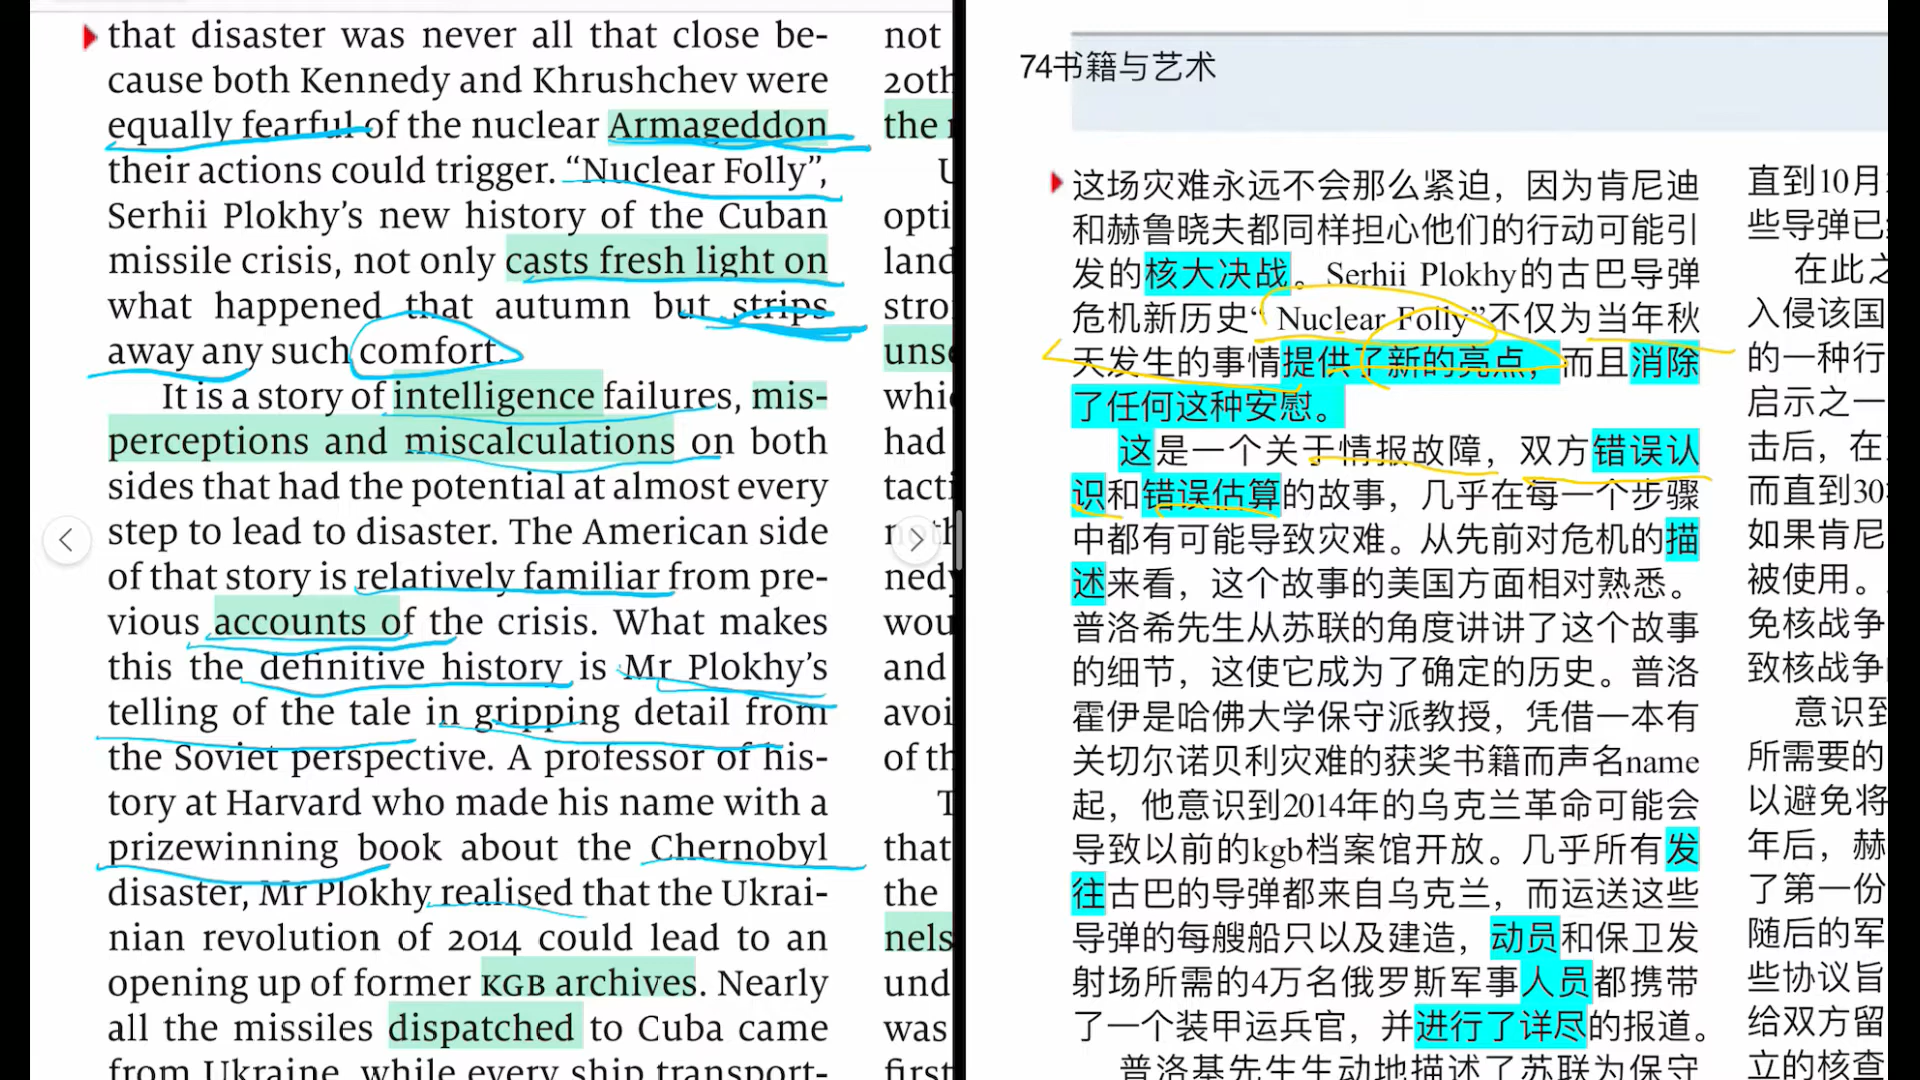 that disaster was never all that close be-
cause both Kennedy and Khrushchev were
equally fearful of the nuclear Armageddon
their actions could trigger. “Nuclear Folly”,
Serhii Plokhy’s new history of the Cuban
missile crisis, not only casts fresh light on
what happened that autumn but strips
away any such comfort.
It is a story of intelligence failures, mis-
perceptions and miscalculations on both
sides that had the potential at almost every
step to lead to disaster. The American side
of that story is relatively familiar from pre-
vious accounts of the crisis. What makes
this the definitive history is Mr Plokhy’s
telling of the tale in gripping detail from
the Soviet perspective. A professor of his-
tory at Harvard who made his name with a
prizewinning book about the Chernobyl
disaster, Mr Plokhy realised that the Ukrai-
nian revolution of 2014 could lead to an
opening up of former KGB archives. Nearly
all the missiles dispatched to Cuba came
from Ukraine, while every ship transport-
not
20th
the
U
opti
land
stro
unse
whi
had
tacti
nedy
wou
and
avoi
of th
T
that
the
nels
und
was
first
74书籍与艺术
这场灾难永远不会那么紧迫，因为肯尼迪
和赫鲁晓夫都同样担心他们的行动可能引
发的核大决战。Serhii Plokhy的古巴导弹
危机新历史“ Nuclear Folly”不仅为当年秋
天发生的事情提供了新的亮点，而且消除
了任何这种安慰。
这是一个关于情报故障，双方错误认
识和错误估算的故事，几乎在每一个步骤
中都有可能导致灾难。从先前对危机的描
述来看，这个故事的美国方面相对熟悉。
普洛希先生从苏联的角度讲讲了这个故事
的细节，这使它成为了确定的历史。普洛
霍伊是哈佛大学保守派教授，凭借一本有
关切尔诺贝利灾难的获奖书籍而声名name
起，他意识到2014年的乌克兰革命可能会
导致以前的kgb档案馆开放。几乎所有发
往古巴的导弹都来自乌克兰，而运送这些
导弹的每艘船只以及建造，动员和保卫发
射场所需的4万名俄罗斯军事人员都携带
了一个装甲运兵官，并进行了详尽的报道。
普洛基先生生动地描述了苏联为保守
直到10月
些导弹已
在此之
入侵该国
的一种行
启示之一
击后，在
而直到30
如果肯尼
被使用。
免核战争
致核战争
意识到
所需要的
以避免将
年后，赫
了第一份
随后的军
些协议旨
给双方留
立的核查